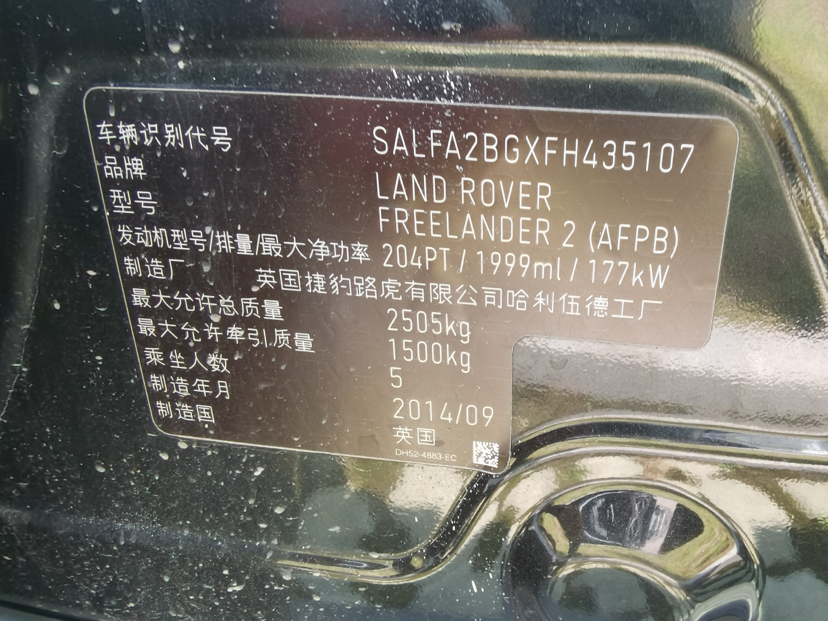 车辆识别代号 SALFA2BGXFH435107
品牌 LAND ROVER
型号 FREELANDER 2 (AFPB)
发动机型号/排量/最大净功率 204PT / 1999ml / 177kW
制造厂 英国捷豹路虎有限公司哈利伍德工厂
最大允许总质量 2505kg
最大允许牵引质量 1500kg
乘坐人数 5
制造年月 2014/09
制造国 英国
DH52-4883-EC